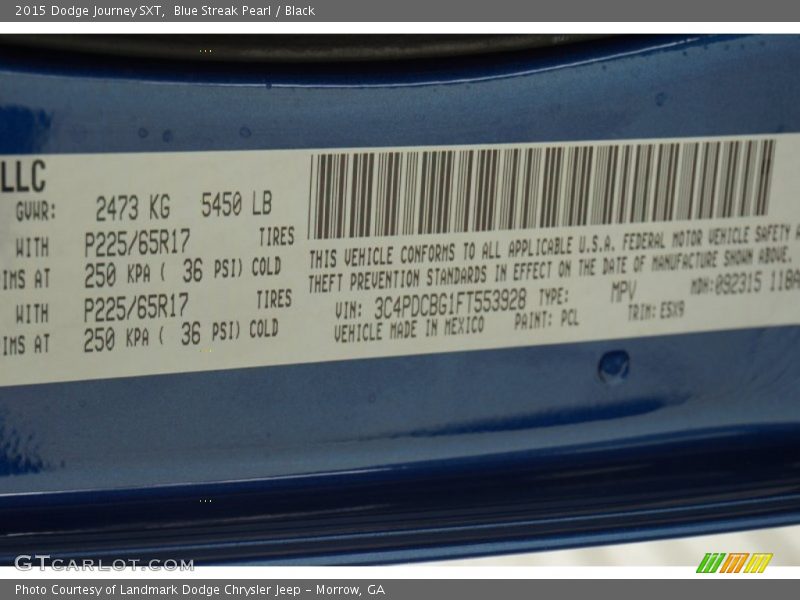 2015 Dodge Journey SXT, Blue Streak Pearl / Black
LLC
GVWR: 2473 KG 5450 LB
WITH P225/65R17 TIRES
IMS AT 250 KPA ( 36 PSI) COLD
WITH P225/65R17 TIRES
IMS AT 250 KPA ( 36 PSI) COLD
THIS VEHICLE CONFORMS TO ALL APPLICABLE U.S.A. FEDERAL MOTOR VEHICLE SAFETY A
THEFT PREVENTION STANDARDS IN EFFECT ON THE DATE OF MANUFACTURE SHOWN ABOVE.
VIN: 3C4PDCBG1FT553928 TYPE: MPV MDH:092315 118A
VEHICLE MADE IN MEXICO PAINT: PCL TRIM: E5X9
GTCARLOT.COM
Photo Courtesy of Landmark Dodge Chrysler Jeep – Morrow, GA